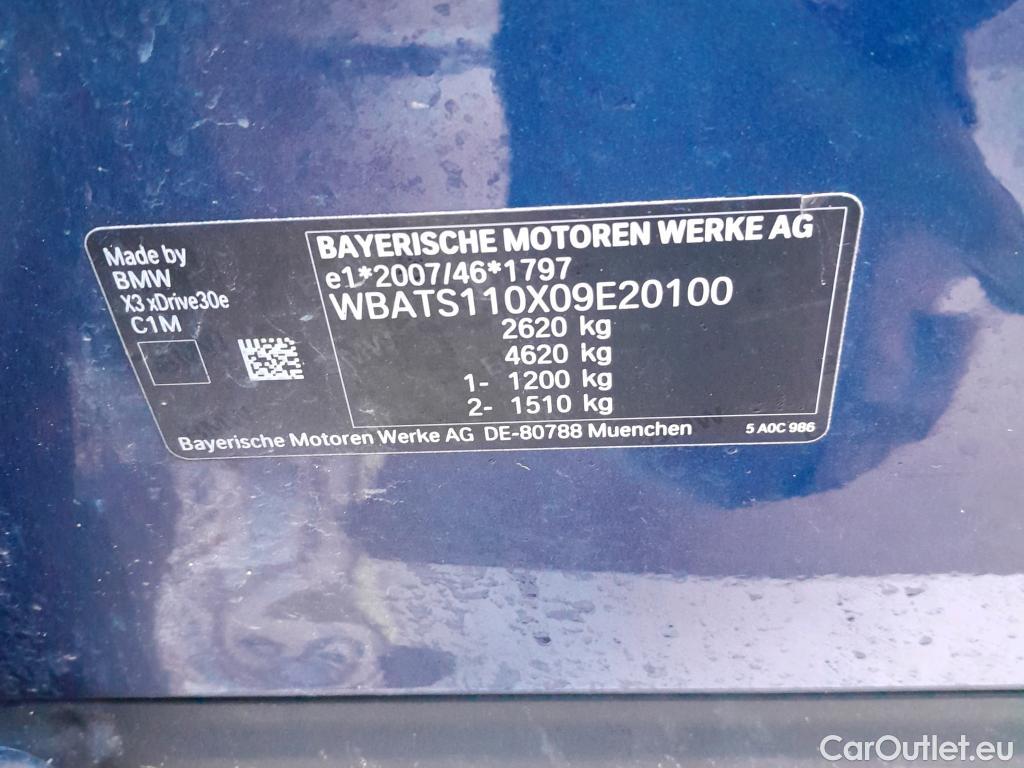 Made by
BMW
X3 xDrive30e
C1M
BAYERISCHE MOTOREN WERKE AG
e1*2007/46*1797
WBATS110X09E20100
2620 kg
4620 kg
1- 1200 kg
2- 1510 kg
Bayerische Motoren Werke AG DE-80788 Muenchen
5 A0C 986
CarOutlet.eu